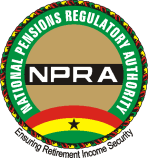 NATIONAL PENSIONS REGULATORY AUTHORITY
NPRA
Ensuring Retirement Income Security